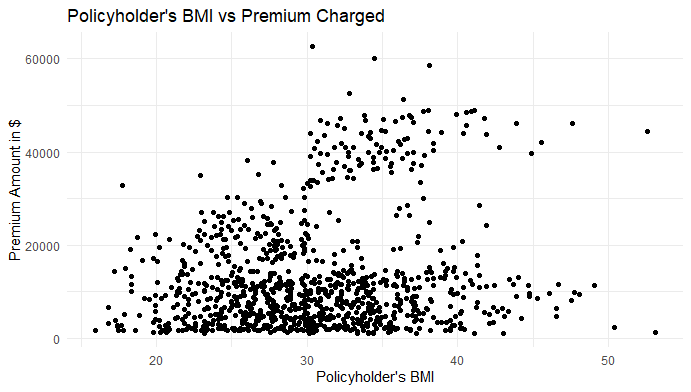 Policyholder's BMI vs Premium Charged
Premium Amount in $
60000
40000
20000
0
20 30 40 50
Policyholder's BMI